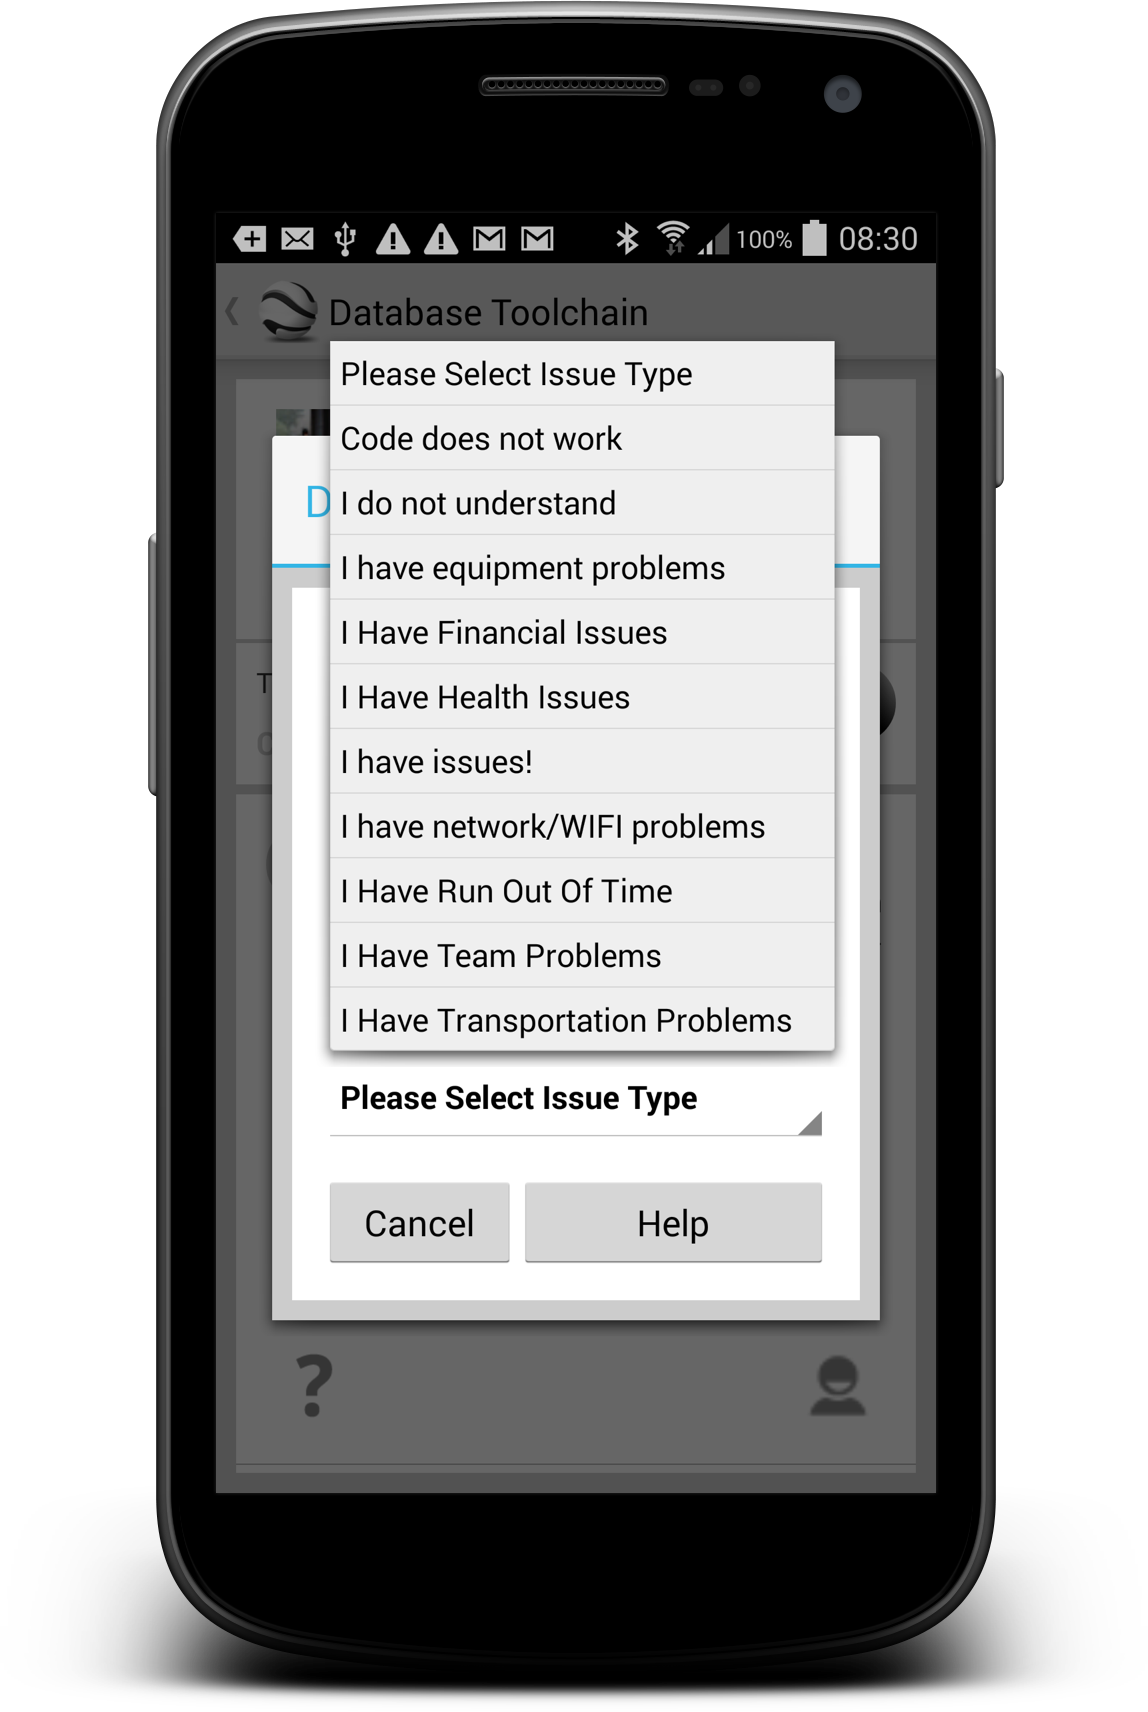 100% 08:30
Database Toolchain
Please Select Issue Type
Code does not work
D
I do not understand
I have equipment problems
I Have Financial Issues
T
I Have Health Issues
I have issues!
I have network/WIFI problems
I Have Run Out Of Time
I Have Team Problems
I Have Transportation Problems
Please Select Issue Type
Cancel Help
?